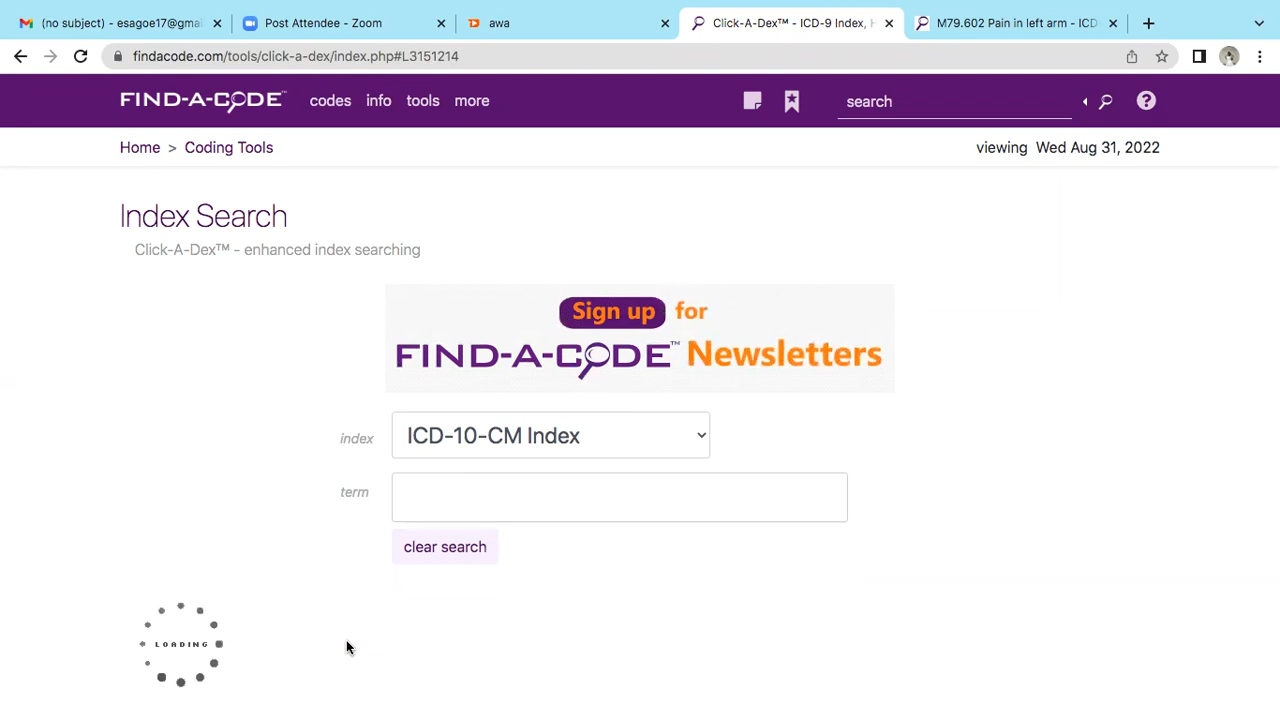 (no subject) - esagoe17@gmai
Post Attendee - Zoom
awa
Click-A-Dex™ - ICD-9 Index, H
M79.602 Pain in left arm - ICD
findacode.com/tools/click-a-dex/index.php#L3151214
FIND-A-CODE™ codes info tools more search
Home > Coding Tools viewing Wed Aug 31, 2022
Index Search
Click-A-Dex™ - enhanced index searching
Sign up for
FIND-A-CODE™ Newsletters
index ICD-10-CM Index
term
clear search
LOADING